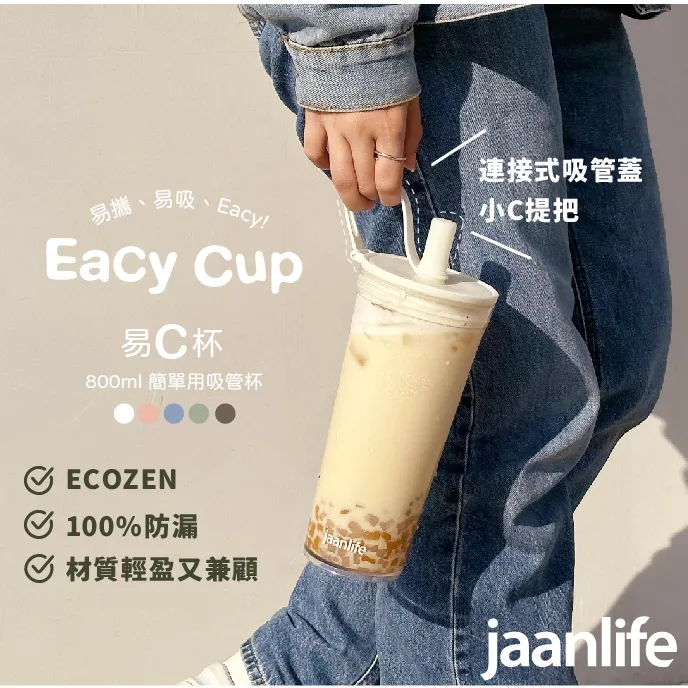 jaanlife
連接式吸管蓋
小C提把
易攜、易吸、Eacy!
Eacy Cup
易C杯
800ml 簡單用吸管杯
ECOZEN
100%防漏
材質輕盈又兼顧
jaanlife
jaanlife